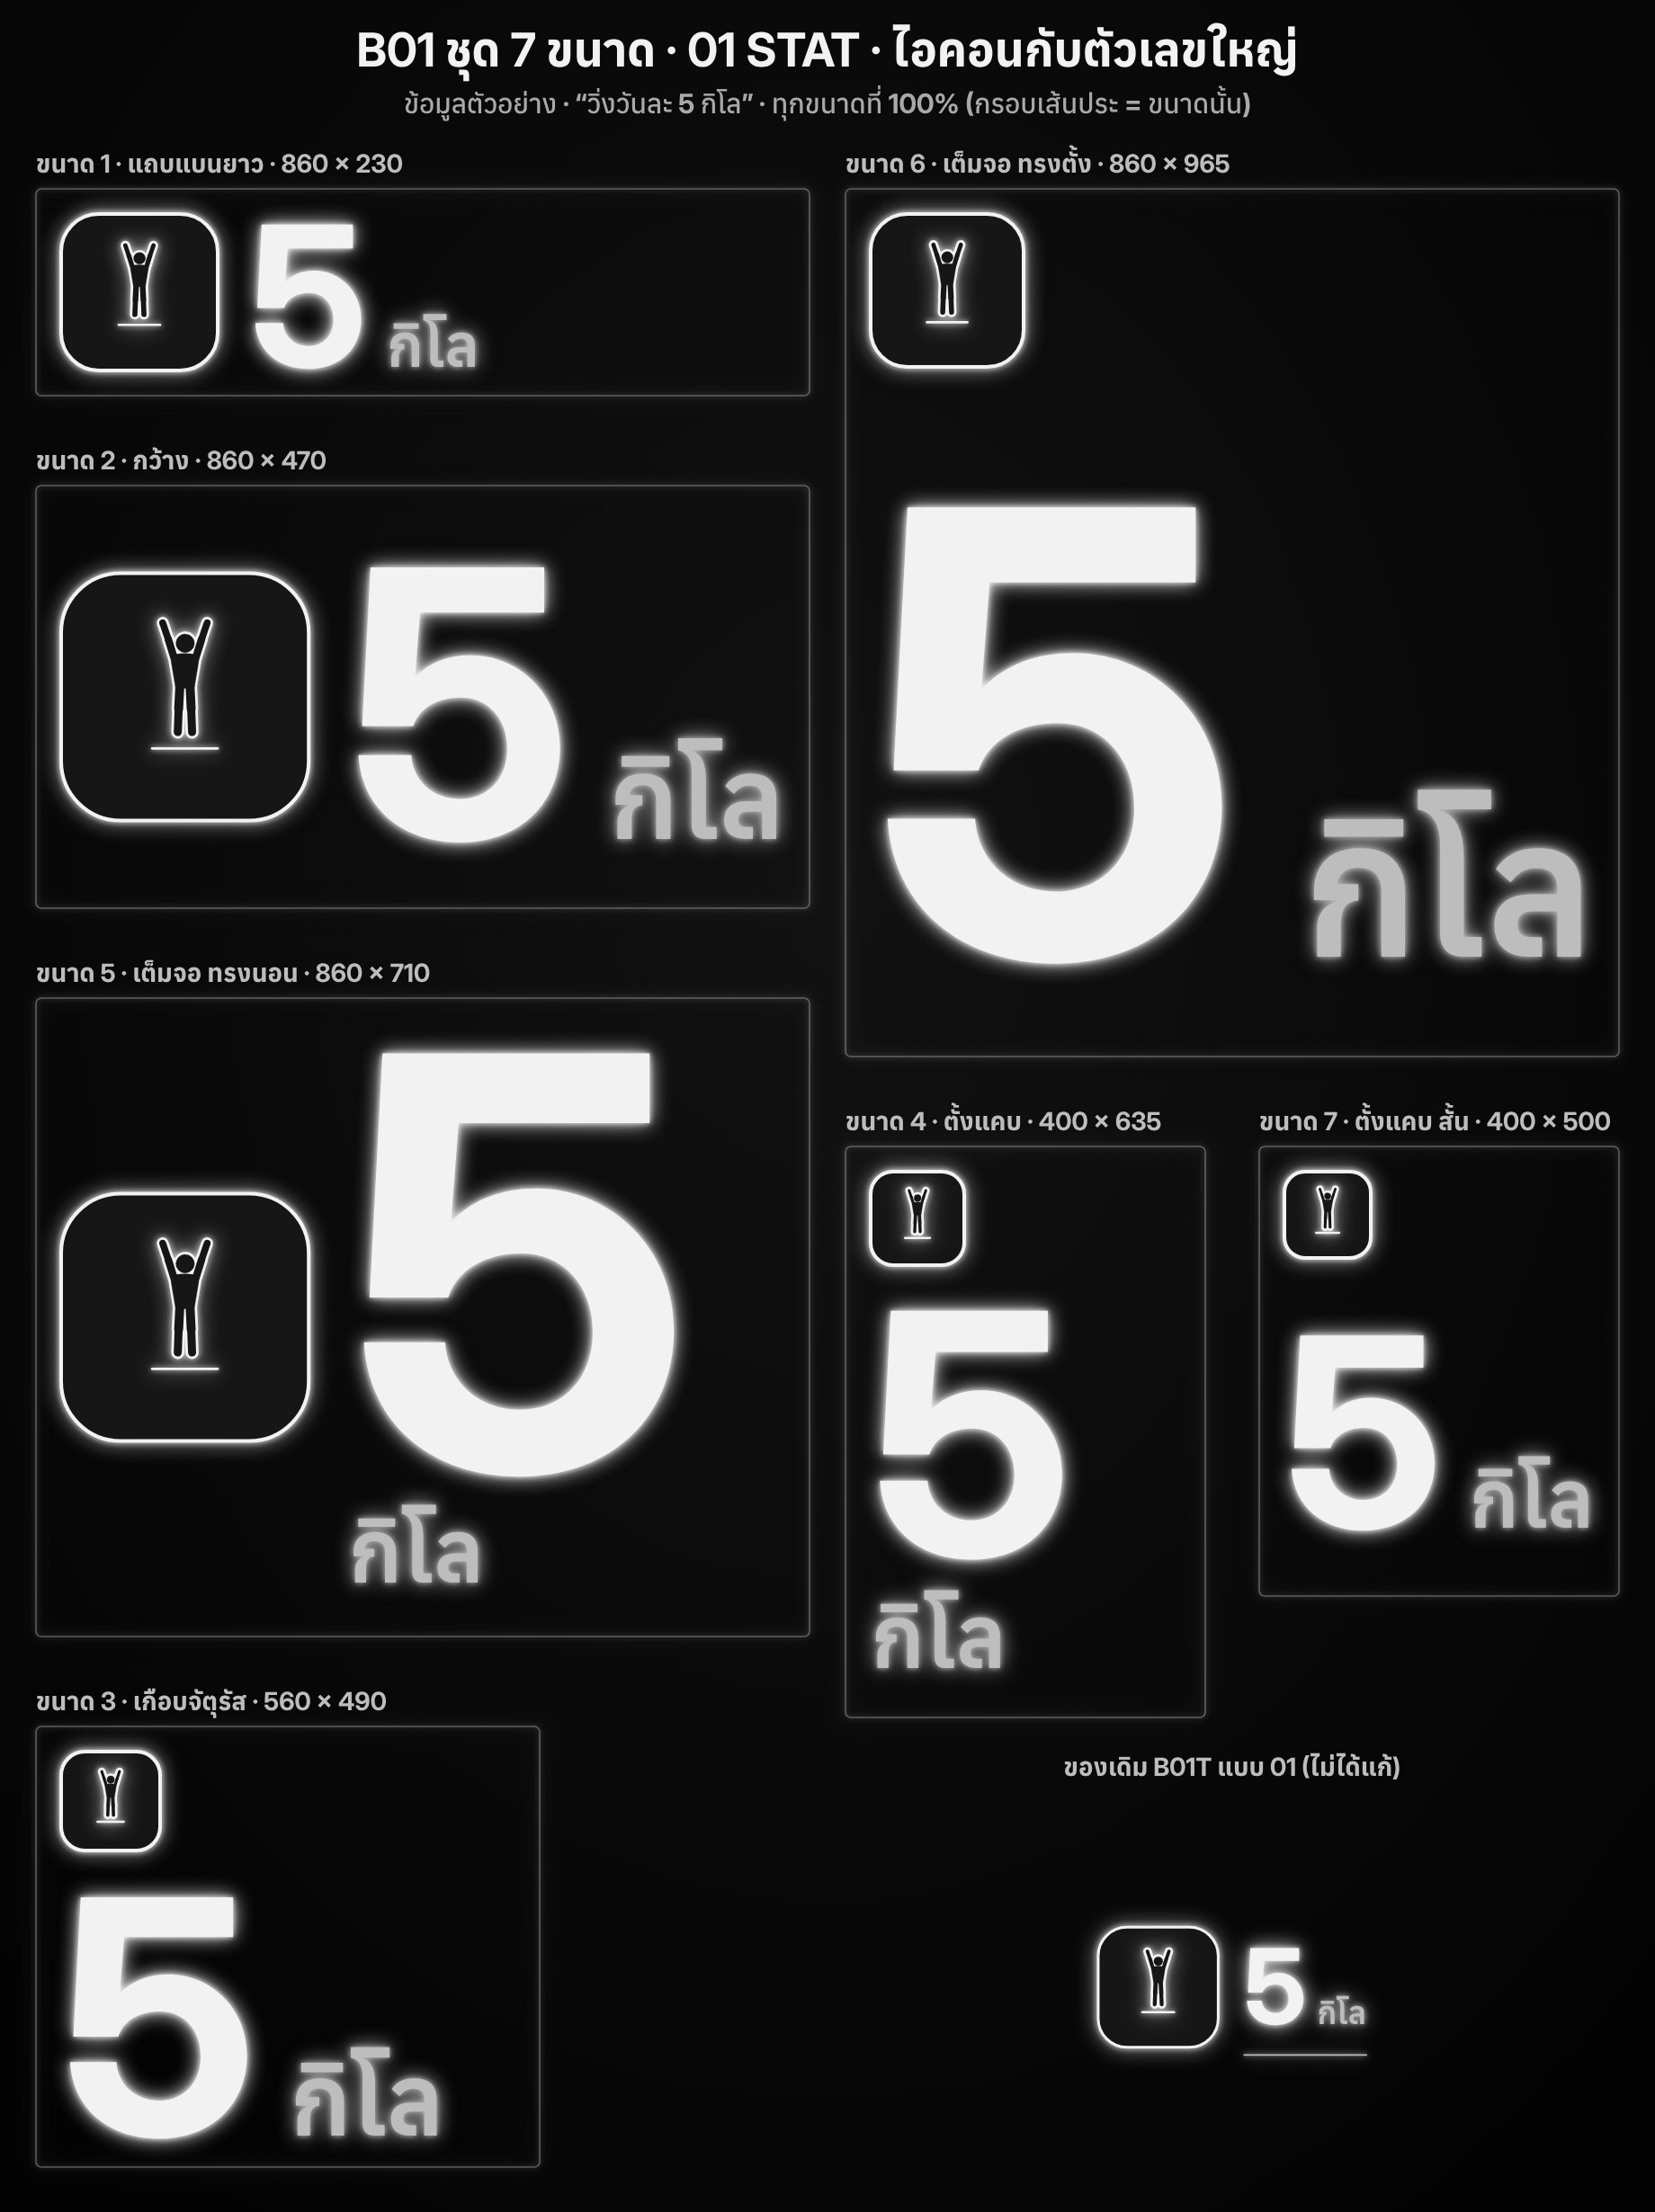 B01 ชุด 7 ขนาด · 01 STAT · ไอคอนกับตัวเลขใหญ่
ข้อมูลตัวอย่าง · “วิ่งวันละ 5 กิโล” · ทุกขนาดที่ 100% (กรอบเส้นประ = ขนาดนั้น)
ขนาด 1 · แถบแบนยาว · 860 × 230
5 กิโล
ขนาด 2 · กว้าง · 860 × 470
5 กิโล
ขนาด 5 · เต็มจอ ทรงนอน · 860 × 710
5
กิโล
ขนาด 3 · เกือบจัตุรัส · 560 × 490
5 กิโล
ขนาด 6 · เต็มจอ ทรงตั้ง · 860 × 965
5 กิโล
ขนาด 4 · ตั้งแคบ · 400 × 635
5
กิโล
ขนาด 7 · ตั้งแคบ สั้น · 400 × 500
5 กิโล
ของเดิม B01T แบบ 01 (ไม่ได้แก้)
5 กิโล